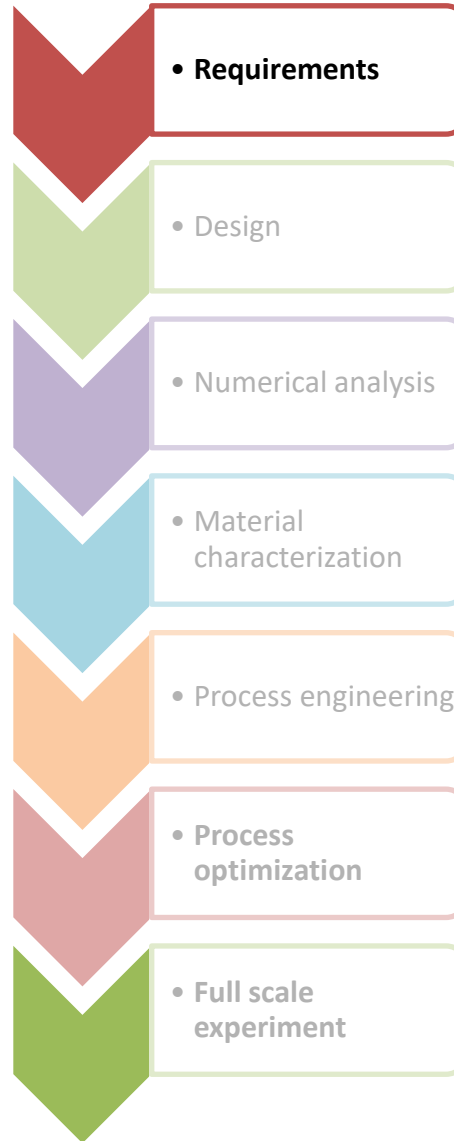 • Requirements
• Design
• Numerical analysis
• Material
characterization
• Process engineering
• Process
optimization
• Full scale
experiment